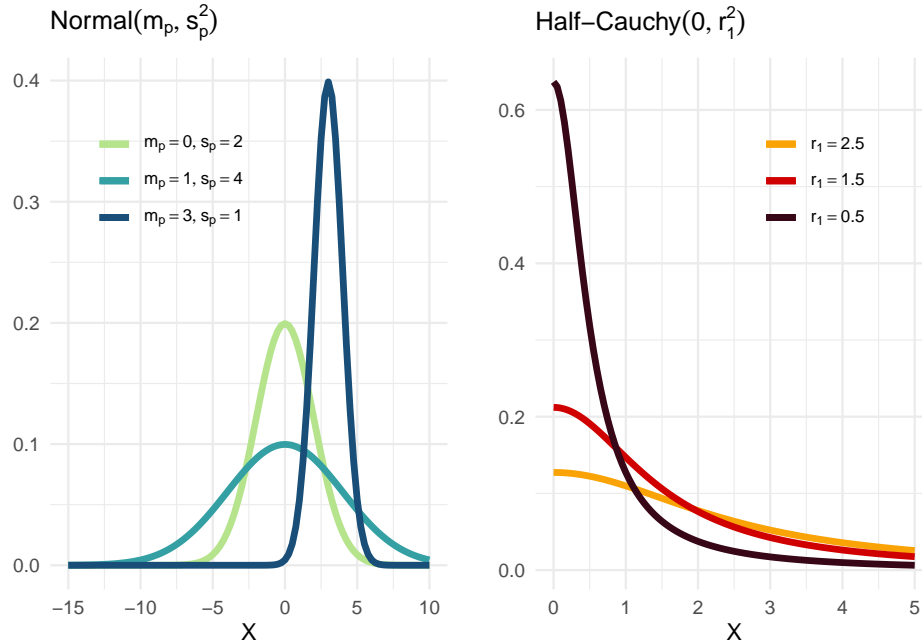 Normal(mₚ, sₚ²)
0.4
0.3
0.2
0.1
0.0
mₚ = 0, sₚ = 2
mₚ = 1, sₚ = 4
mₚ = 3, sₚ = 1
−15 −10 −5 0 5 10
X
Half−Cauchy(0, r₁²)
0.6
0.4
0.2
0.0
r₁ = 2.5
r₁ = 1.5
r₁ = 0.5
0 1 2 3 4 5
X